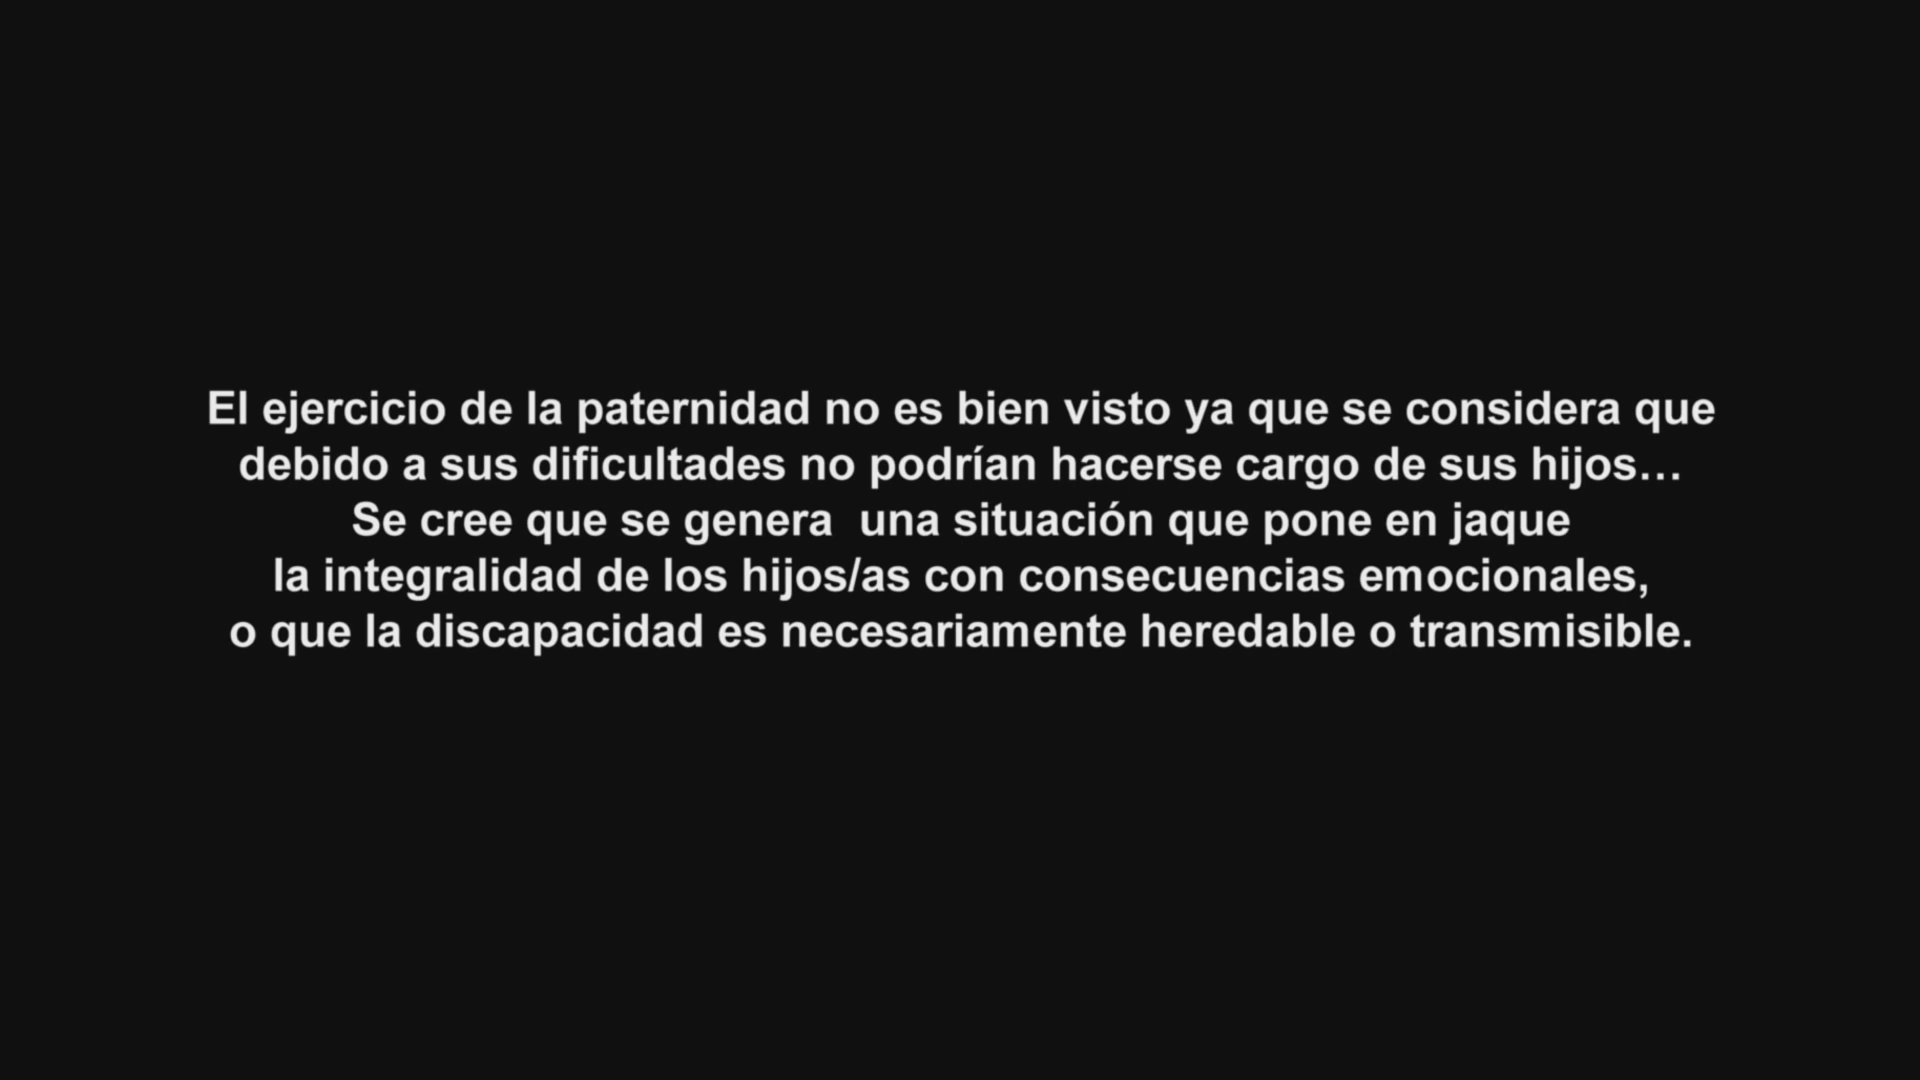 El ejercicio de la paternidad no es bien visto ya que se considera que
debido a sus dificultades no podrían hacerse cargo de sus hijos…
Se cree que se genera  una situación que pone en jaque
la integralidad de los hijos/as con consecuencias emocionales,
o que la discapacidad es necesariamente heredable o transmisible.